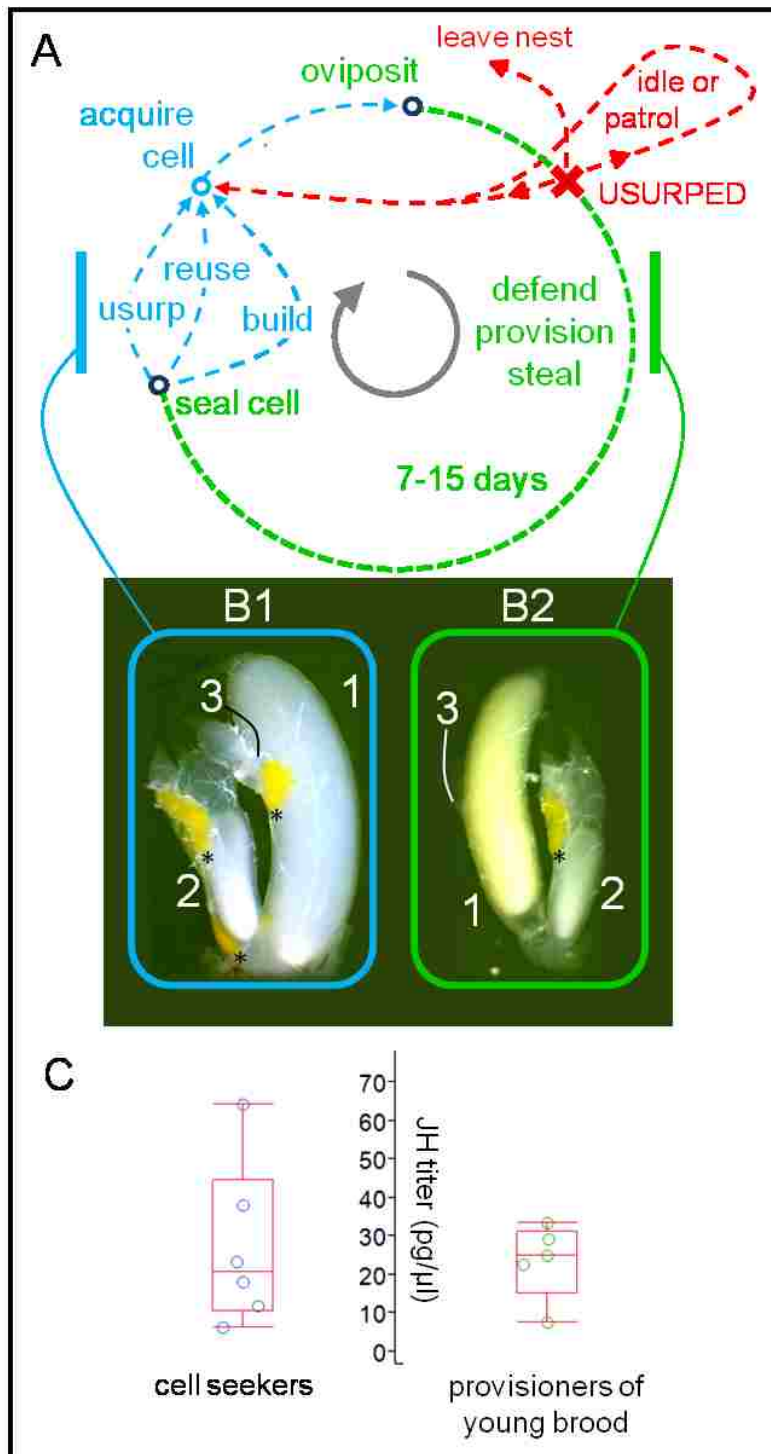 A
leave nest
oviposit
idle or
patrol
acquire
cell
USURPED
reuse
usurp
build
defend
provision
steal
seal cell
7-15 days
B1
B2
3
1
3
*
*
*
2
1
2
*
C
70
60
50
40
30
20
10
0
JH titer (pg/µl)
cell seekers
provisioners of
young brood